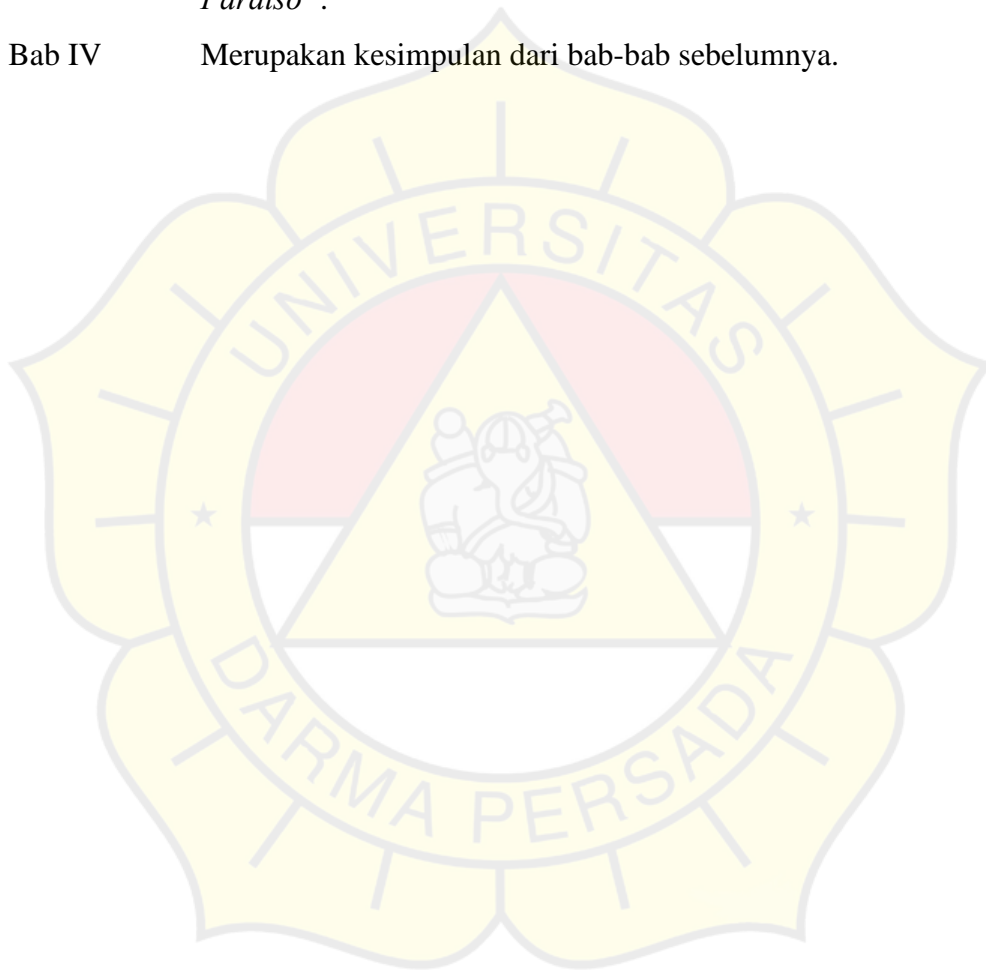 Paraiso".
Bab IV Merupakan kesimpulan dari bab-bab sebelumnya.
UNIVERSITAS
DARMA PERSADA